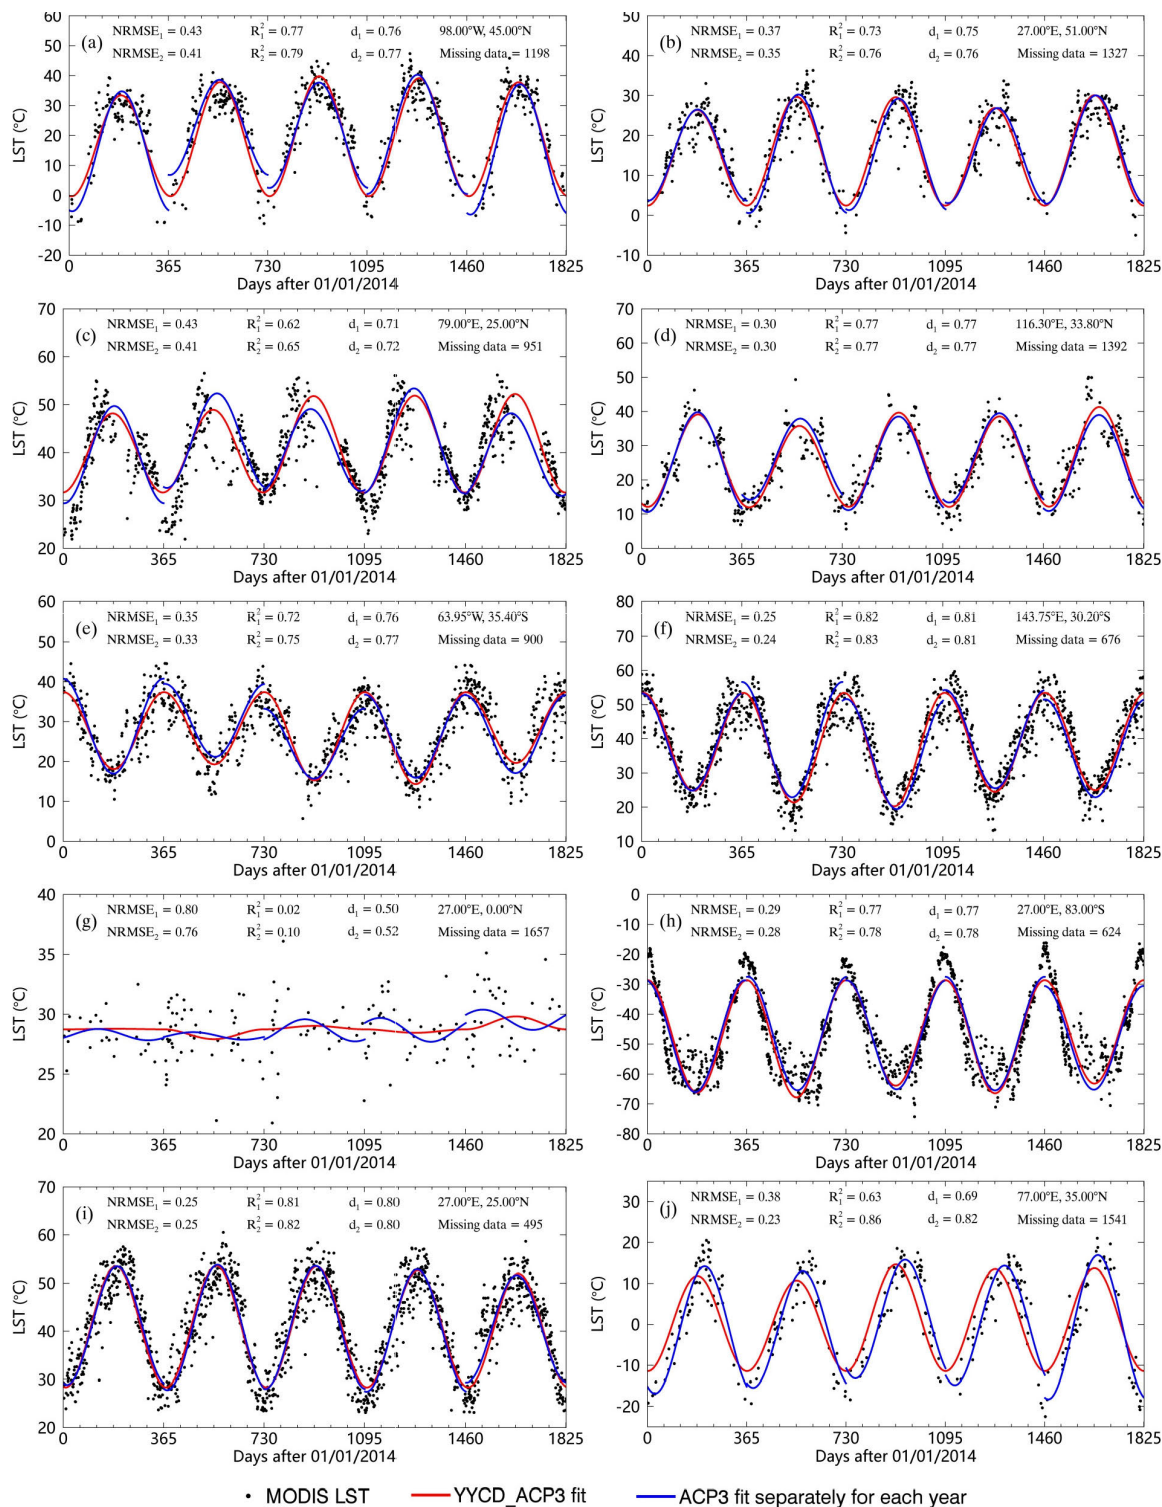 (a) NRMSE₁ = 0.43 R₁² = 0.77 d₁ = 0.76 98.00°W, 45.00°N
NRMSE₂ = 0.41 R₂² = 0.79 d₂ = 0.77 Missing data = 1198
LST (°C)
60
50
40
30
20
10
0
-10
-20
0 365 730 1095 1460 1825
Days after 01/01/2014
(b) NRMSE₁ = 0.37 R₁² = 0.73 d₁ = 0.75 27.00°E, 51.00°N
NRMSE₂ = 0.35 R₂² = 0.76 d₂ = 0.76 Missing data = 1327
LST (°C)
50
40
30
20
10
0
-10
0 365 730 1095 1460 1825
Days after 01/01/2014
(c) NRMSE₁ = 0.43 R₁² = 0.62 d₁ = 0.71 79.00°E, 25.00°N
NRMSE₂ = 0.41 R₂² = 0.65 d₂ = 0.72 Missing data = 951
LST (°C)
70
60
50
40
30
20
0 365 730 1095 1460 1825
Days after 01/01/2014
(d) NRMSE₁ = 0.30 R₁² = 0.77 d₁ = 0.77 116.30°E, 33.80°N
NRMSE₂ = 0.30 R₂² = 0.77 d₂ = 0.77 Missing data = 1392
LST (°C)
70
60
50
40
30
20
10
0
0 365 730 1095 1460 1825
Days after 01/01/2014
(e) NRMSE₁ = 0.35 R₁² = 0.72 d₁ = 0.76 63.95°W, 35.40°S
NRMSE₂ = 0.33 R₂² = 0.75 d₂ = 0.77 Missing data = 900
LST (°C)
60
50
40
30
20
10
0
0 365 730 1095 1460 1825
Days after 01/01/2014
(f) NRMSE₁ = 0.25 R₁² = 0.82 d₁ = 0.81 143.75°E, 30.20°S
NRMSE₂ = 0.24 R₂² = 0.83 d₂ = 0.81 Missing data = 676
LST (°C)
80
70
60
50
40
30
20
10
0 365 730 1095 1460 1825
Days after 01/01/2014
(g) NRMSE₁ = 0.80 R₁² = 0.02 d₁ = 0.50 27.00°E, 0.00°N
NRMSE₂ = 0.76 R₂² = 0.10 d₂ = 0.52 Missing data = 1657
LST (°C)
40
35
30
25
20
0 365 730 1095 1460 1825
Days after 01/01/2014
(h) NRMSE₁ = 0.29 R₁² = 0.77 d₁ = 0.77 27.00°E, 83.00°S
NRMSE₂ = 0.28 R₂² = 0.78 d₂ = 0.78 Missing data = 624
LST (°C)
-0
-10
-20
-30
-40
-50
-60
-70
-80
0 365 730 1095 1460 1825
Days after 01/01/2014
(i) NRMSE₁ = 0.25 R₁² = 0.81 d₁ = 0.80 27.00°E, 25.00°N
NRMSE₂ = 0.25 R₂² = 0.82 d₂ = 0.80 Missing data = 495
LST (°C)
70
60
50
40
30
20
0 365 730 1095 1460 1825
Days after 01/01/2014
(j) NRMSE₁ = 0.38 R₁² = 0.63 d₁ = 0.69 77.00°E, 35.00°N
NRMSE₂ = 0.23 R₂² = 0.86 d₂ = 0.82 Missing data = 1541
LST (°C)
30
20
10
0
-10
-20
0 365 730 1095 1460 1825
Days after 01/01/2014
MODIS LST YYCD_ACP3 fit ACP3 fit separately for each year